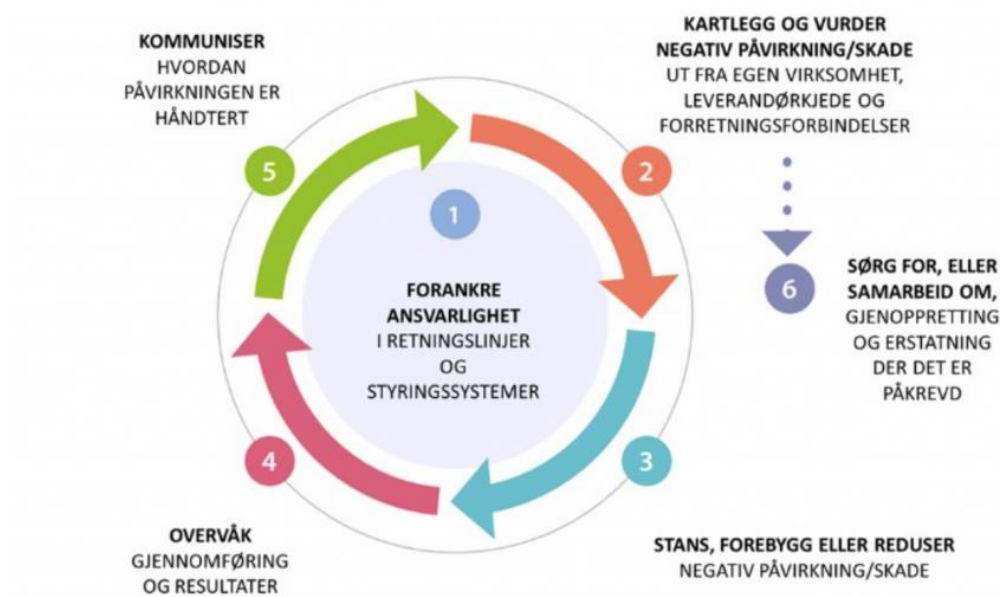 KOMMUNISER
HVORDAN
PÅVIRKNINGEN ER
HÅNDTERT
5
KARTLEGG OG VURDER
NEGATIV PÅVIRKNING/SKADE
UT FRA EGEN VIRKSOMHET,
LEVERANDØRKJEDE OG
FORRETNINGSFORBINDELSER
2
1
FORANKRE
ANSVARLIGHET
I RETNINGSLINJER
OG
STYRINGSSYSTEMER
6
SØRG FOR, ELLER
SAMARBEID OM,
GJENOPPRETTING
OG ERSTATNING
DER DET ER
PÅKREVD
4
OVERVÅK
GJENNOMFØRING
OG RESULTATER
3
STANS, FOREBYGG ELLER REDUSER
NEGATIV PÅVIRKNING/SKADE